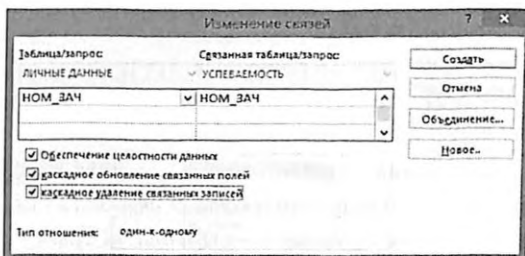 Изменение связей ? ×
Таблица/запрос: Связанная таблица/запрос:
ЛИЧНЫЕ ДАННЫЕ УСПЕВАЕМОСТЬ
НОМ_ЗАЧ НОМ_ЗАЧ
Обеспечение целостности данных
каскадное обновление связанных полей
каскадное удаление связанных записей
Тип отношения: один-к-одному
Создать
Отмена
Объединение...
Новое..